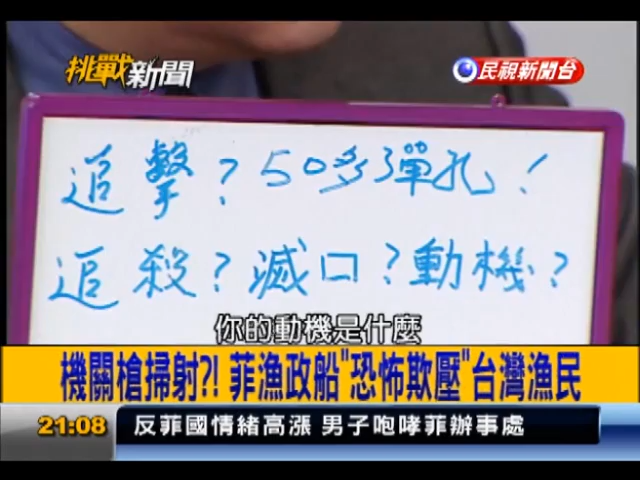 挑戰新聞
民視新聞台
追擊?50多彈孔!
追殺?滅口?動機?
你的動機是什麼
機關槍掃射?! 菲漁政船"恐怖欺壓"台灣漁民
21:08 反菲國情緒高漲 男子咆哮菲辦事處